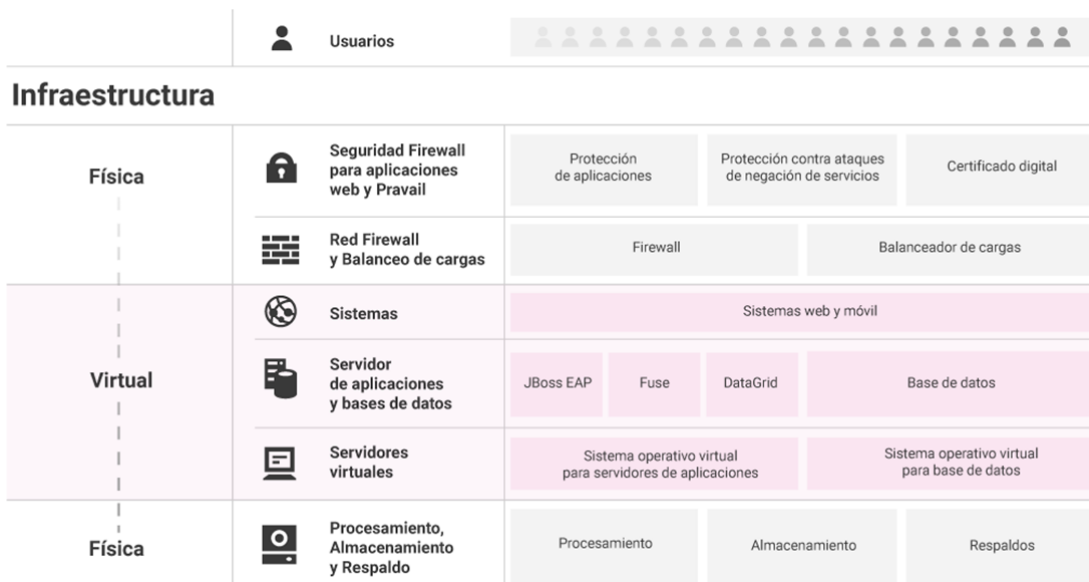 Usuarios
Infraestructura
Física
Seguridad Firewall
para aplicaciones
web y Pravail
Protección
de aplicaciones
Protección contra ataques
de negación de servicios
Certificado digital
Red Firewall
y Balanceo de cargas
Firewall
Balanceador de cargas
Virtual
Sistemas
Sistemas web y móvil
Servidor
de aplicaciones
y bases de datos
JBoss EAP
Fuse
DataGrid
Base de datos
Servidores
virtuales
Sistema operativo virtual
para servidores de aplicaciones
Sistema operativo virtual
para base de datos
Física
Procesamiento,
Almacenamiento
y Respaldo
Procesamiento
Almacenamiento
Respaldos